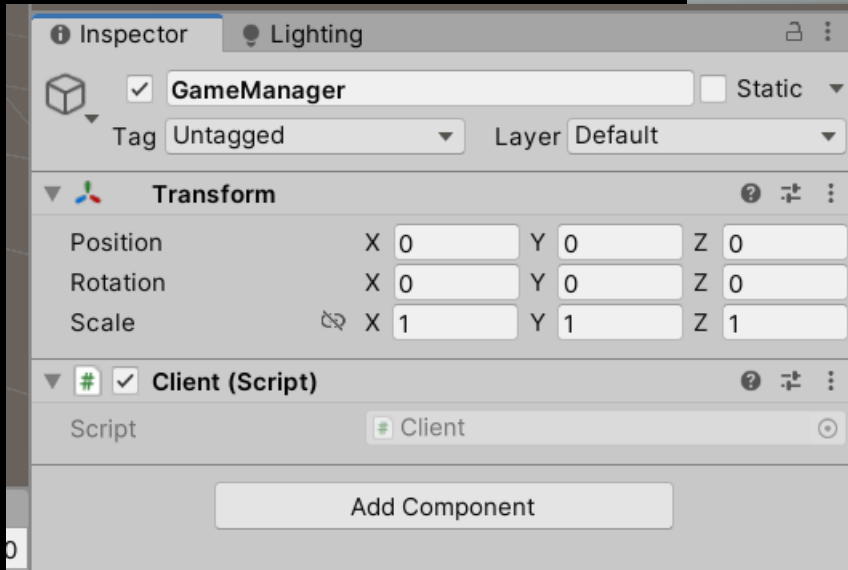 Inspector Lighting
GameManager Static
Tag Untagged Layer Default
Transform
Position X 0 Y 0 Z 0
Rotation X 0 Y 0 Z 0
Scale X 1 Y 1 Z 1
# Client (Script)
Script # Client
Add Component
0